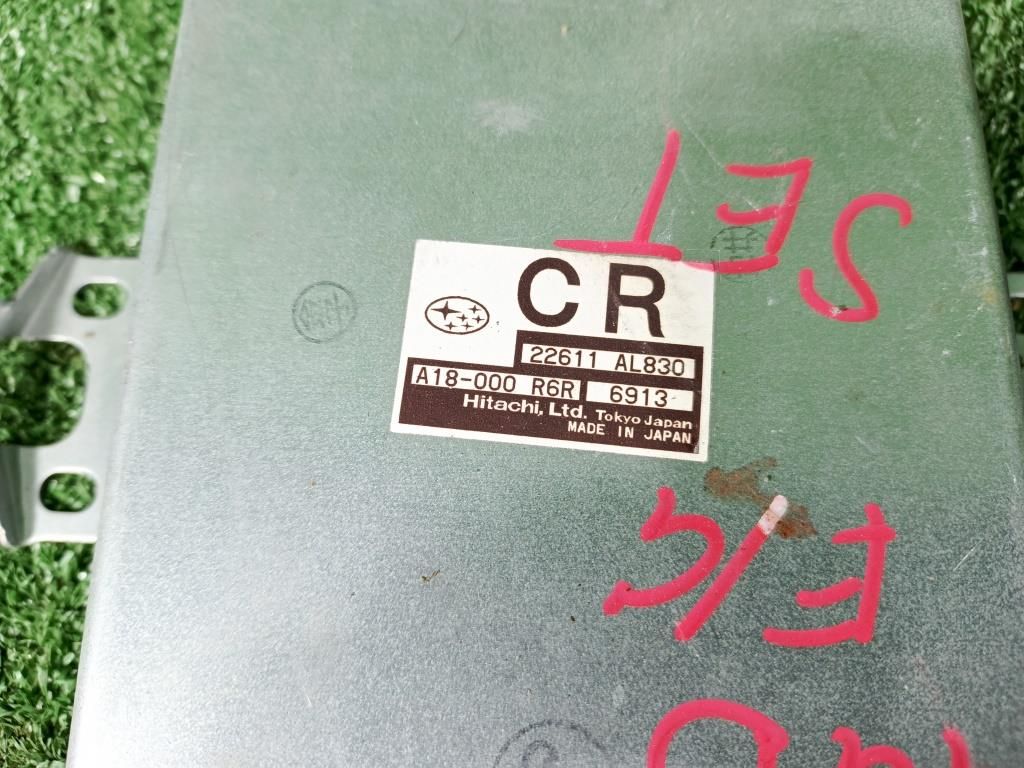 CR
22611 AL830
A18-000 R6R 6913
Hitachi, Ltd. Tokyo Japan
MADE IN JAPAN
SET
E/G